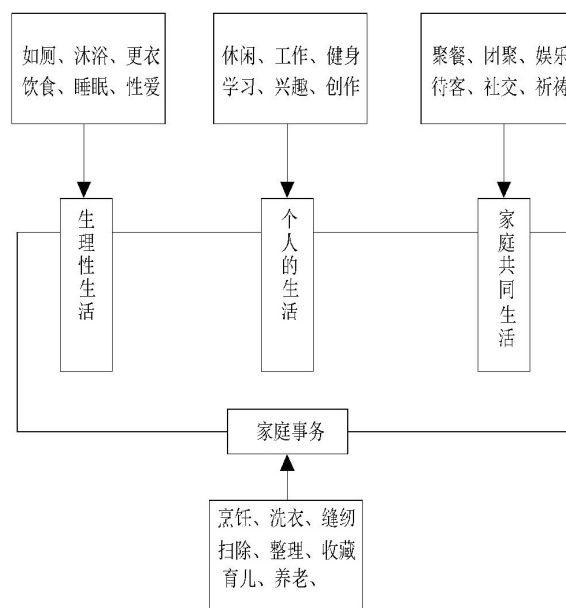 如厕、沐浴、更衣
饮食、睡眠、性爱
休闲、工作、健身
学习、兴趣、创作
聚餐、团聚、娱乐
待客、社交、祈祷
生理性生活
个人的生活
家庭共同生活
家庭事务
烹饪、洗衣、缝纫
扫除、整理、收藏
育儿、养老、